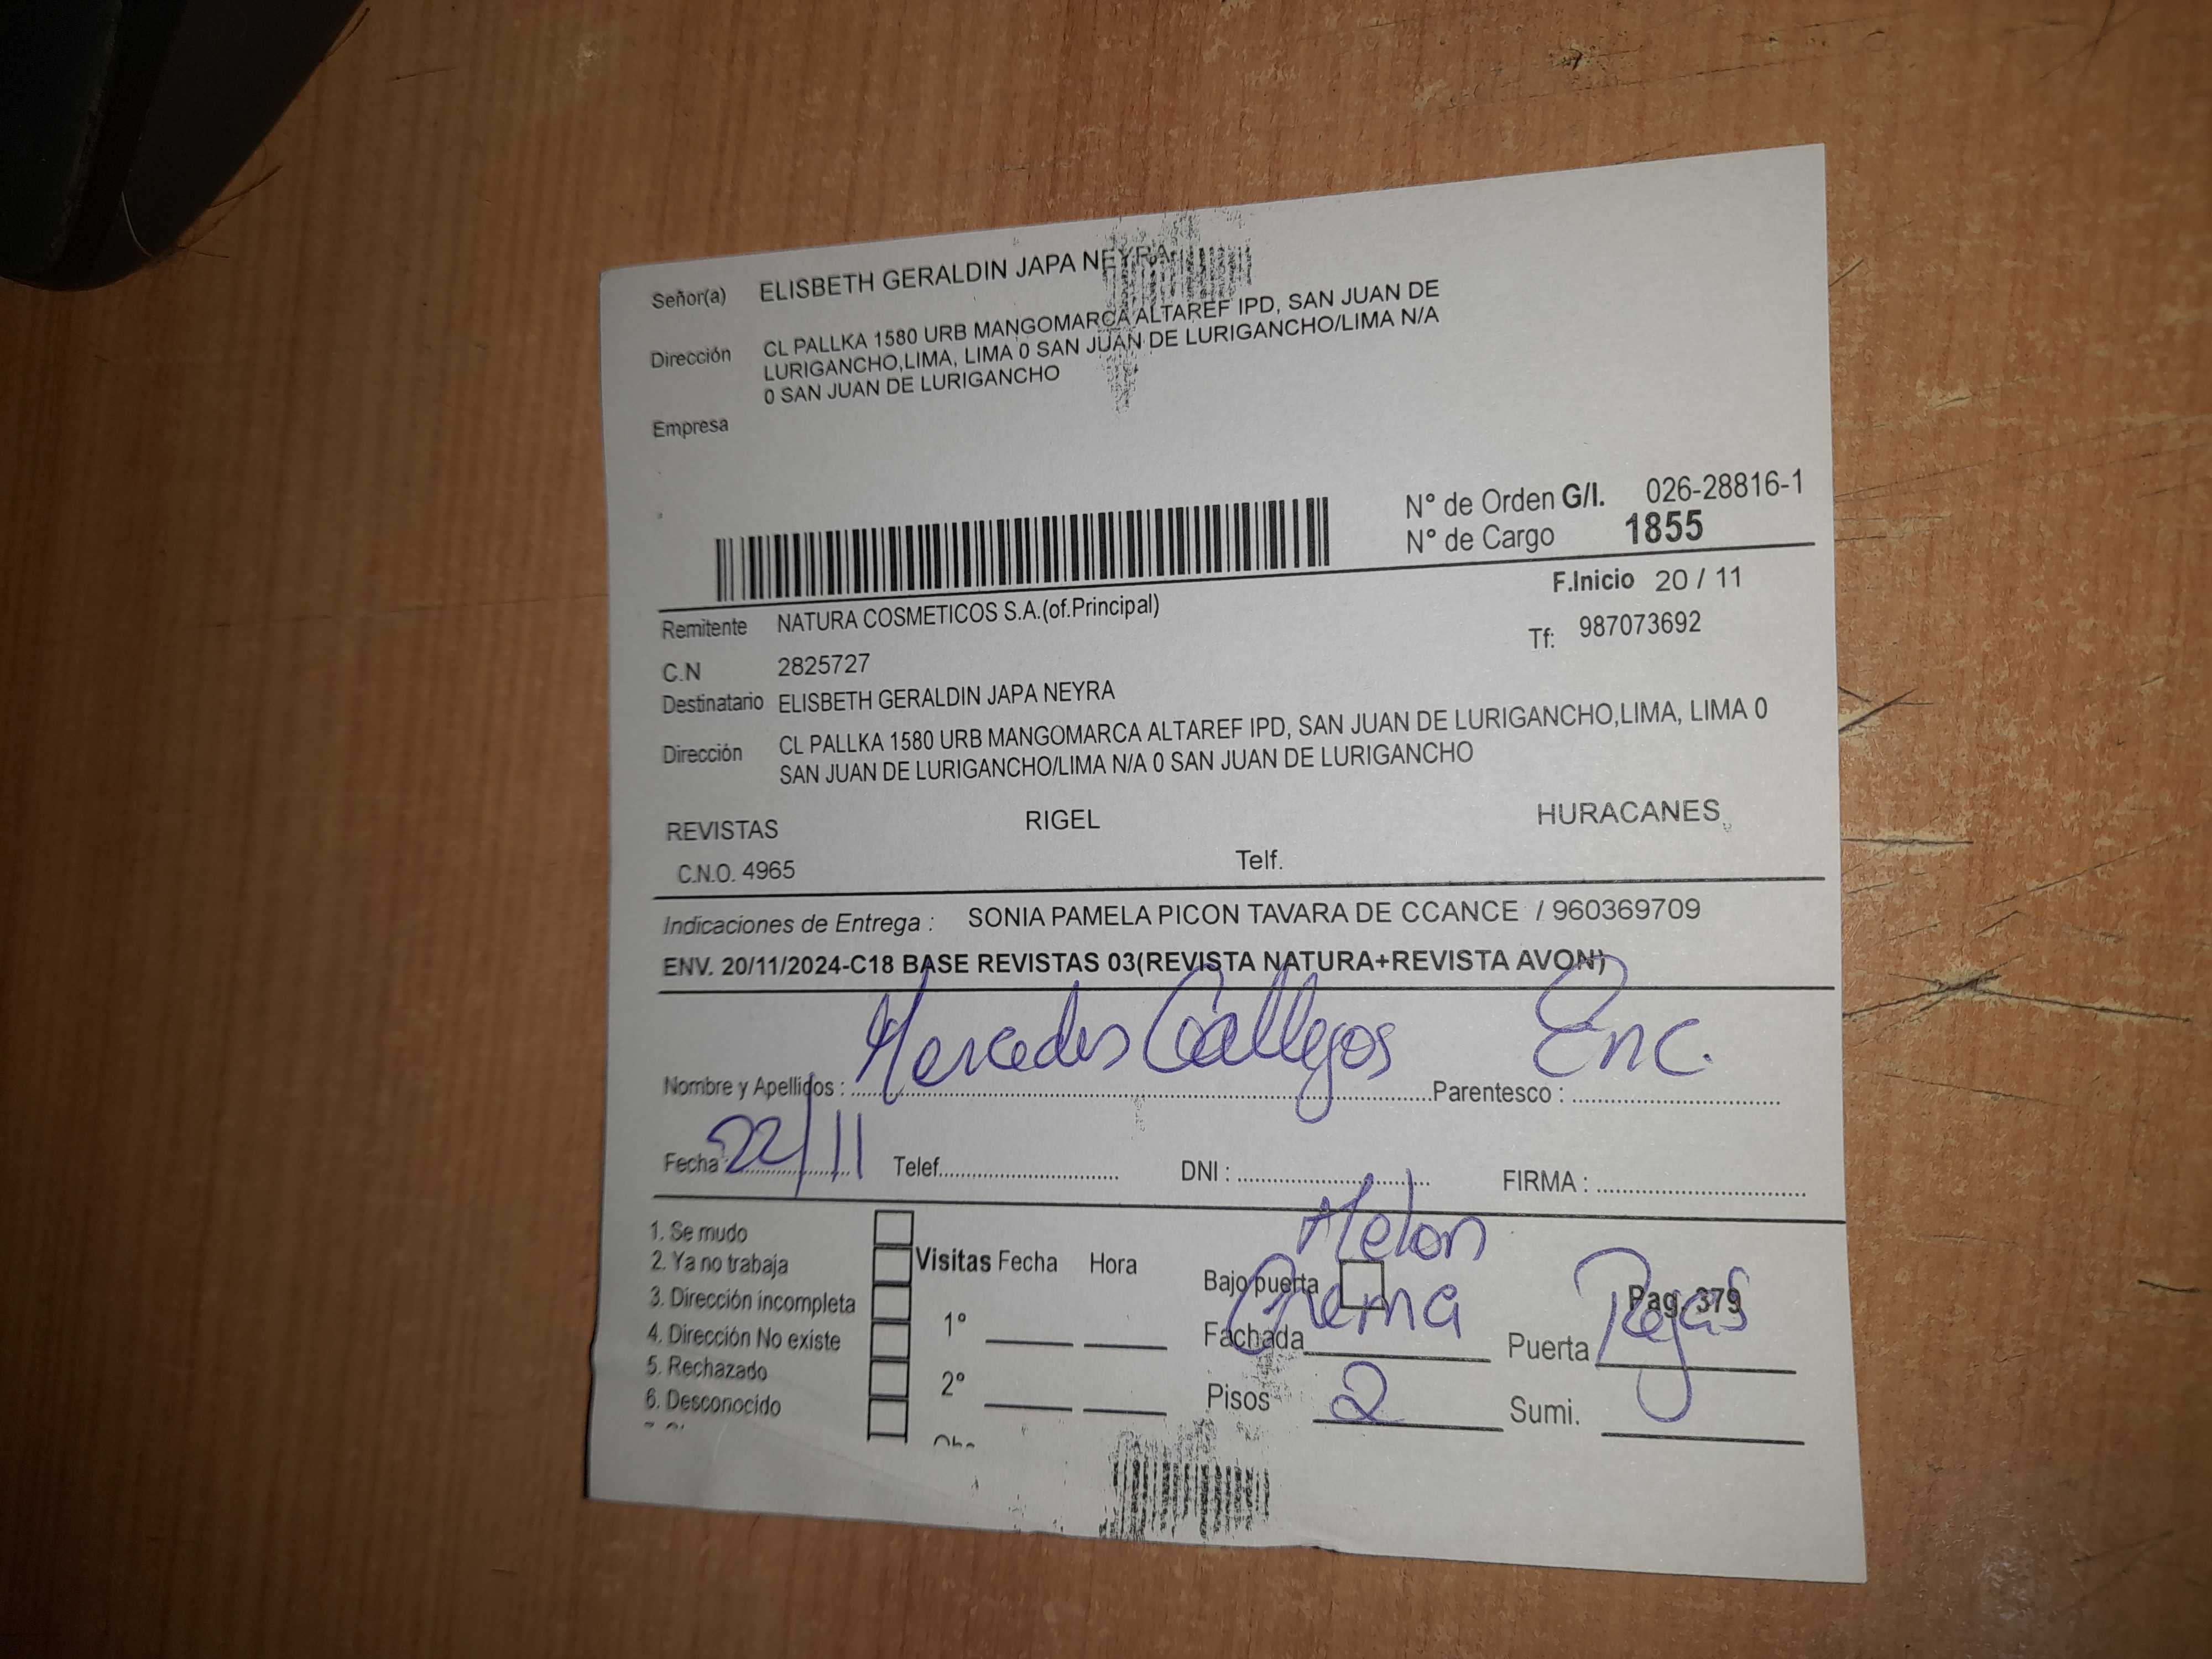 Señor(a) ELISBETH GERALDIN JAPA NEYRA
Dirección CL PALLKA 1580 URB MANGOMARCA ALTAREF IPD, SAN JUAN DE
LURIGANCHO,LIMA, LIMA 0 SAN JUAN DE LURIGANCHO/LIMA N/A
0 SAN JUAN DE LURIGANCHO
Empresa
N° de Orden G/I. 026-28816-1
N° de Cargo 1855
F.Inicio 20 / 11
Remitente NATURA COSMETICOS S.A.(of.Principal)
Tf: 987073692
C.N 2825727
Destinatario ELISBETH GERALDIN JAPA NEYRA
Dirección CL PALLKA 1580 URB MANGOMARCA ALTAREF IPD, SAN JUAN DE LURIGANCHO,LIMA, LIMA 0
SAN JUAN DE LURIGANCHO/LIMA N/A 0 SAN JUAN DE LURIGANCHO
REVISTAS RIGEL HURACANES
C.N.O. 4965 Telf.
Indicaciones de Entrega : SONIA PAMELA PICON TAVARA DE CCANCE / 960369709
ENV. 20/11/2024-C18 BASE REVISTAS 03(REVISTA NATURA+REVISTA AVON)
Nombre y Apellidos : Mercedes Gallegos Parentesco : Enc.
Fecha 22/11 Telef. DNI : FIRMA :
1. Se mudo
2. Ya no trabaja
3. Dirección incompleta
4. Dirección No existe
5. Rechazado
6. Desconocido
Visitas Fecha Hora
1°
2°
Melon
Bajo puerta
Pag. 379
Fachada Crema Puerta Rejas
Pisos 2 Sumi.